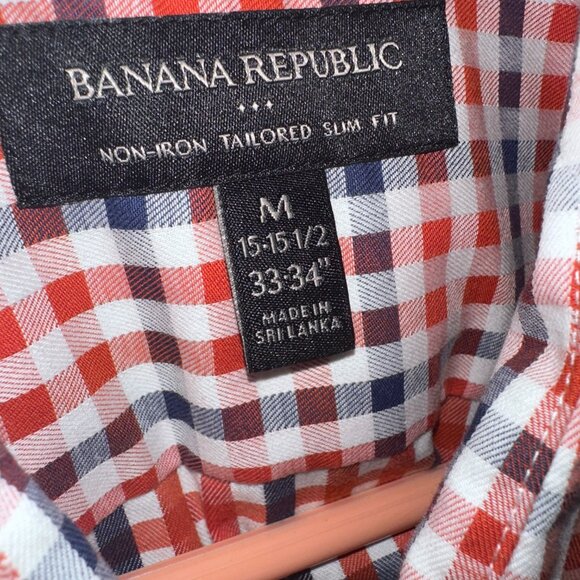 BANANA REPUBLIC
NON-IRON TAILORED SLIM FIT
M
15-15-1/2
33-34"
MADE IN
SRI LANKA